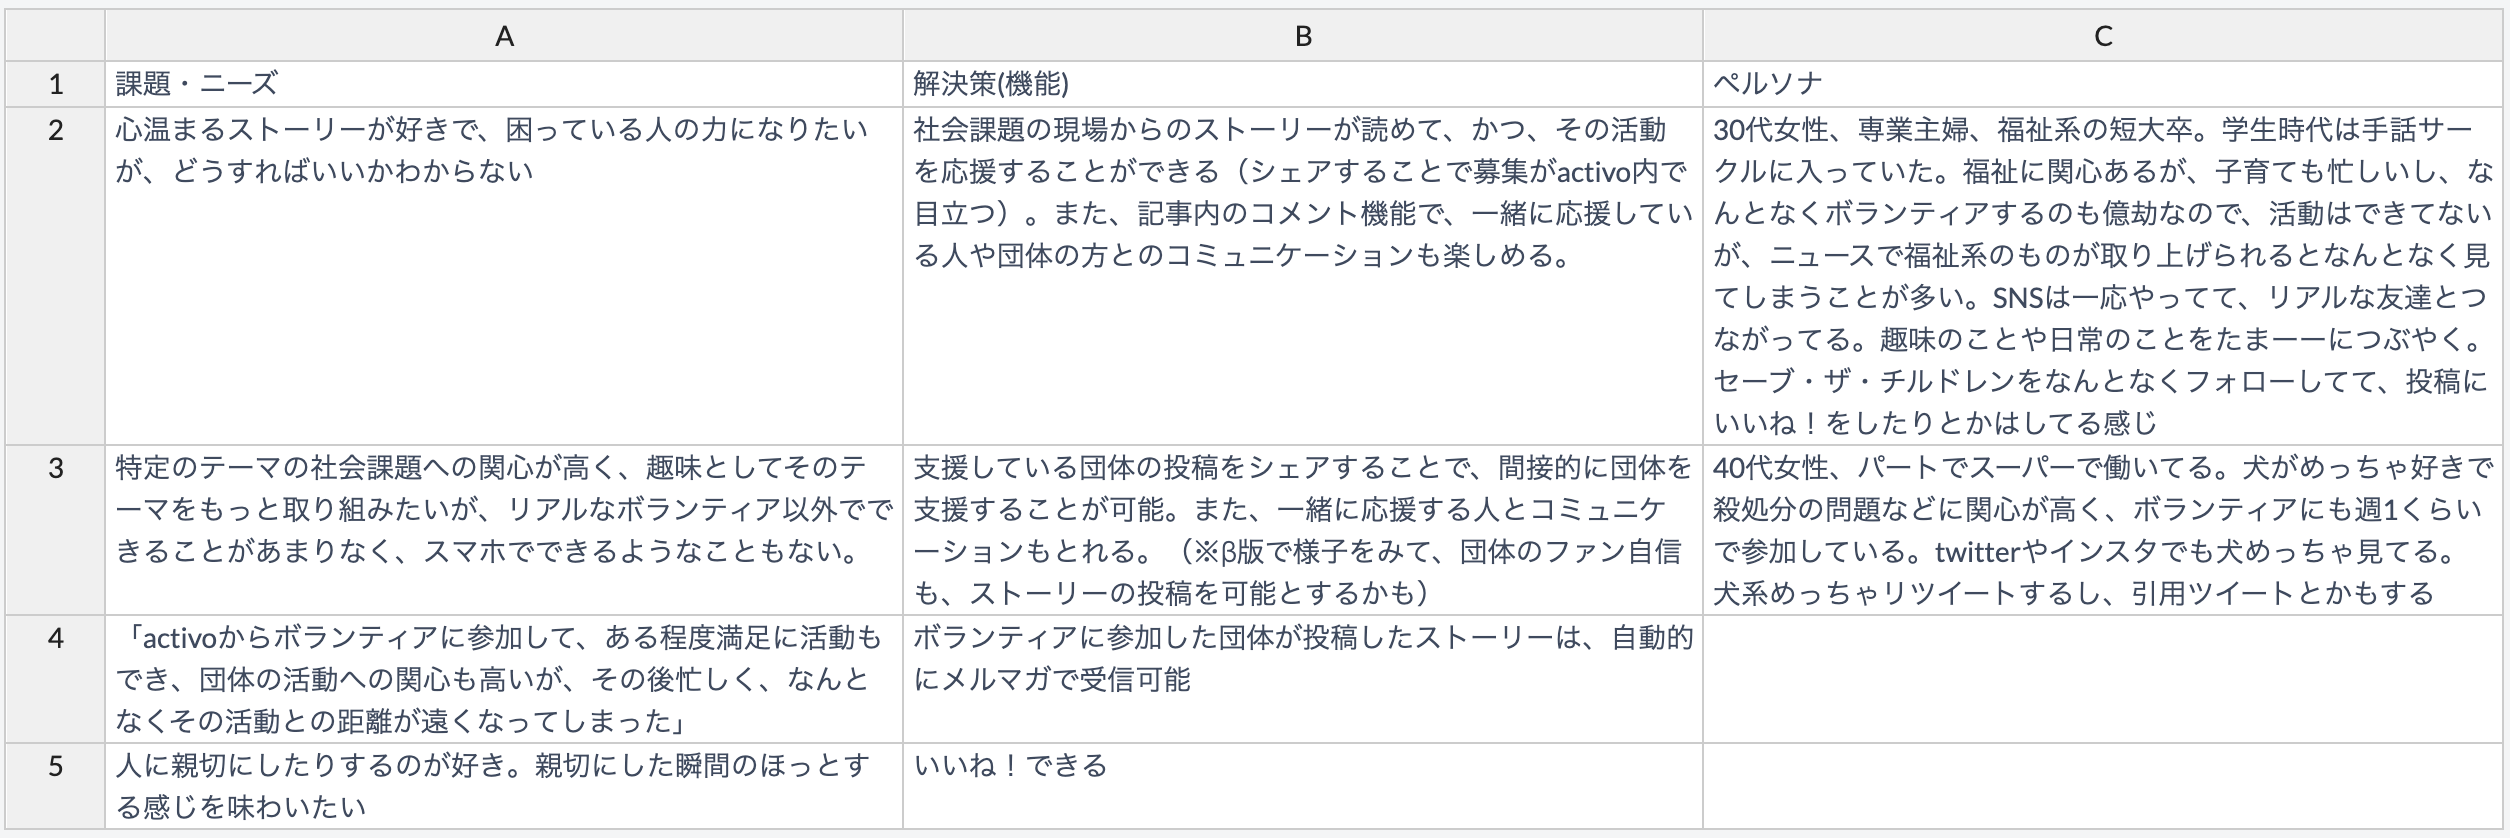 A B C
1 課題・ニーズ 解決策(機能) ペルソナ
2 心温まるストーリーが好きで、困っている人の力になりたい
が、どうすればいいかわからない
社会課題の現場からのストーリーが読めて、かつ、その活動
を応援することができる（シェアすることで募集がactivo内で
目立つ）。また、記事内のコメント機能で、一緒に応援してい
る人や団体の方とのコミュニケーションも楽しめる。
30代女性、専業主婦、福祉系の短大卒。学生時代は手話サー
クルに入っていた。福祉に関心あるが、子育ても忙しいし、な
んとなくボランティアするのも億劫なので、活動はできてない
が、ニュースで福祉系のものが取り上げられるとなんとなく見
てしまうことが多い。SNSは一応やってて、リアルな友達とつ
ながってる。趣味のことや日常のことをたまーーにつぶやく。
セーブ・ザ・チルドレンをなんとなくフォローしてて、投稿に
いいね！をしたりとかはしてる感じ
3 特定のテーマの社会課題への関心が高く、趣味としてそのテ
ーマをもっと取り組みたいが、リアルなボランティア以外でで
きることがあまりなく、スマホでできるようなこともない。
支援している団体の投稿をシェアすることで、間接的に団体を
支援することが可能。また、一緒に応援する人とコミュニケ
ーションもとれる。（※β版で様子をみて、団体のファン自信
も、ストーリーの投稿を可能とするかも）
40代女性、パートでスーパーで働いてる。犬がめっちゃ好きで
殺処分の問題などに関心が高く、ボランティアにも週1くらい
で参加している。twitterやインスタでも犬めっちゃ見てる。
犬系めっちゃリツイートするし、引用ツイートとかもする
4 「activoからボランティアに参加して、ある程度満足に活動も
でき、団体の活動への関心も高いが、その後忙しく、なんと
なくその活動との距離が遠くなってしまった」
ボランティアに参加した団体が投稿したストーリーは、自動的
にメルマガで受信可能
5 人に親切にしたりするのが好き。親切にした瞬間のほっとす
る感じを味わいたい
いいね！できる